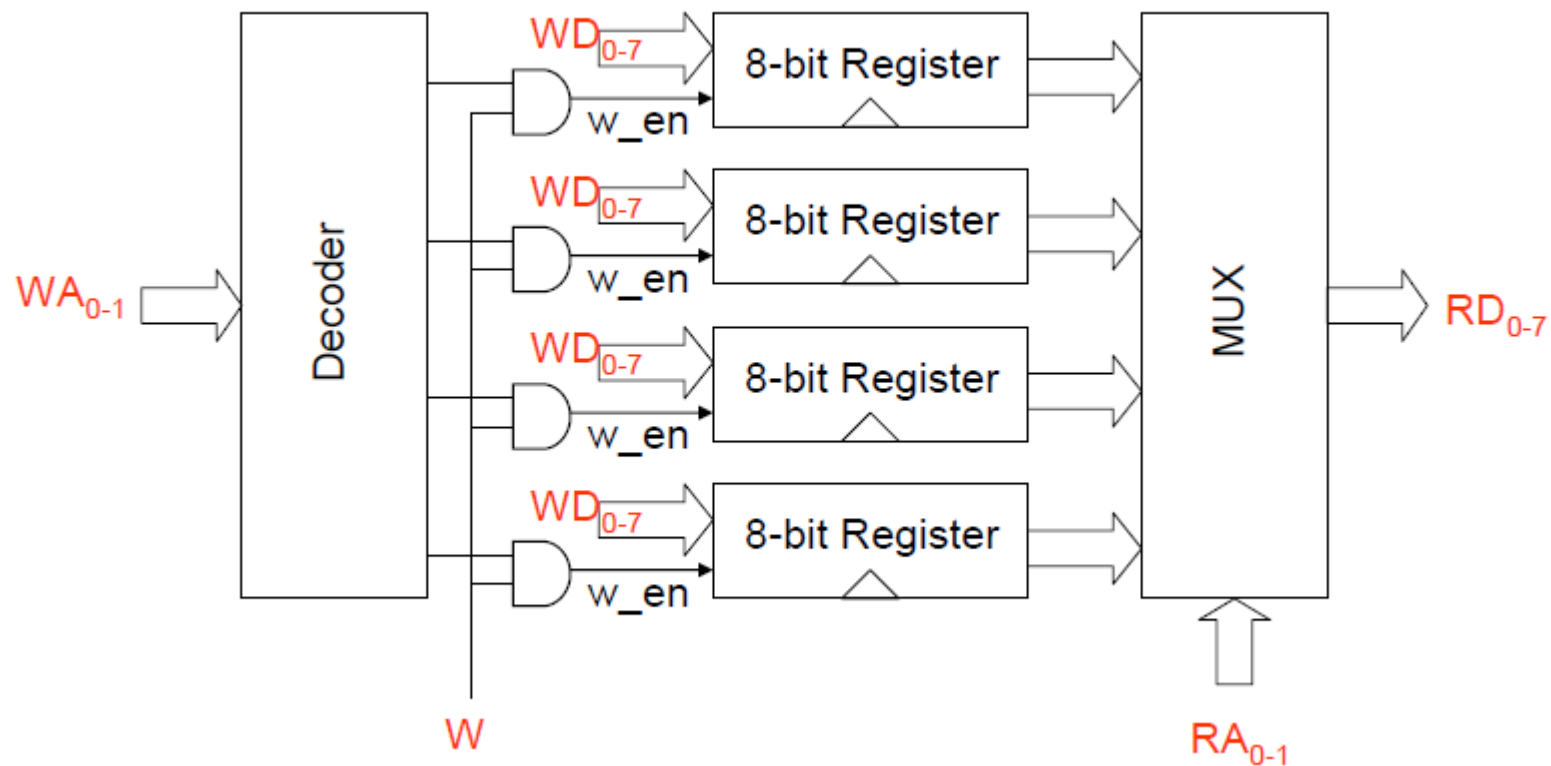 WD0-7
8-bit Register
w_en
WD0-7
8-bit Register
w_en
WA0-1
Decoder
MUX
RD0-7
WD0-7
8-bit Register
w_en
WD0-7
8-bit Register
w_en
W
RA0-1